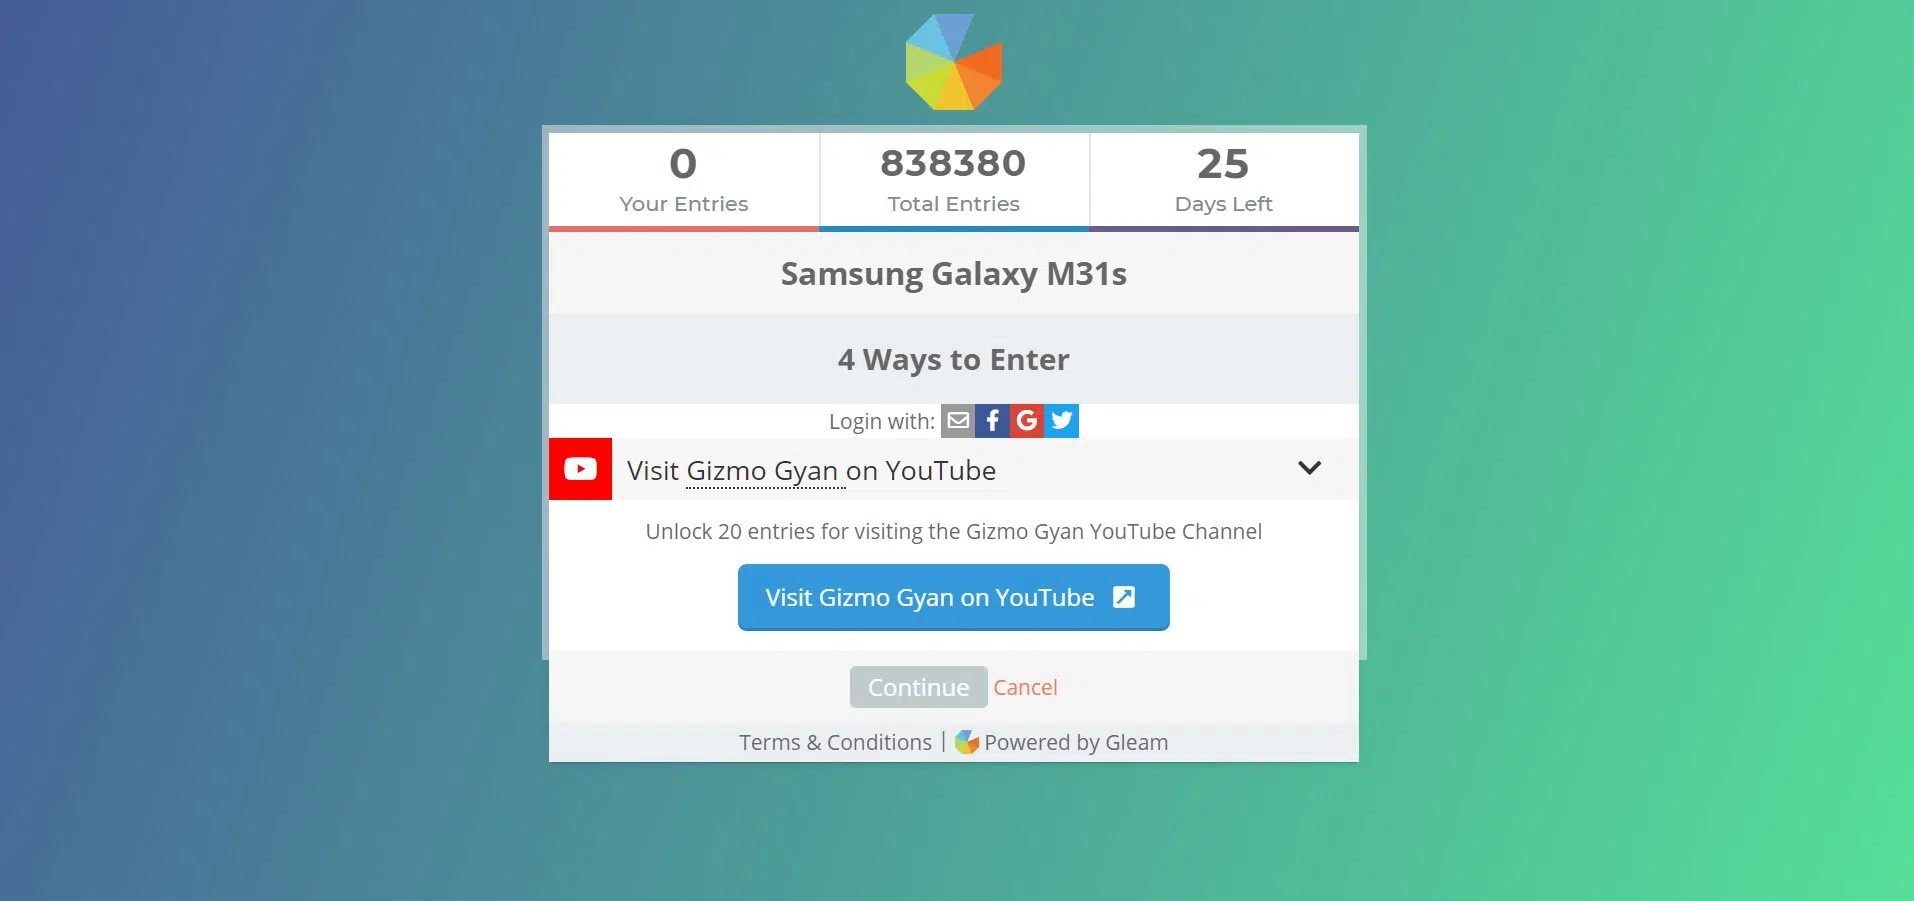 0
Your Entries
838380
Total Entries
25
Days Left
Samsung Galaxy M31s
4 Ways to Enter
Login with:
Visit Gizmo Gyan on YouTube
Unlock 20 entries for visiting the Gizmo Gyan YouTube Channel
Visit Gizmo Gyan on YouTube
Continue Cancel
Terms & Conditions | Powered by Gleam